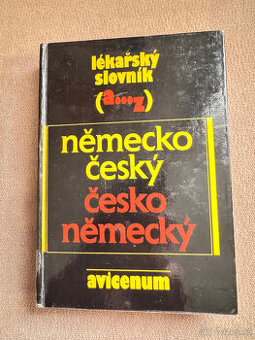 lékařský
slovník
(a...z)
německo
český
česko
německý
avicenum